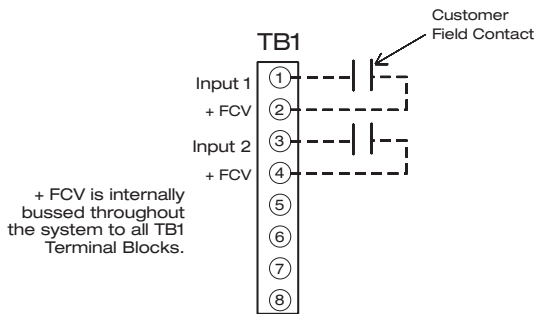 Customer
Field Contact
TB1
Input 1 1
+ FCV 2
Input 2 3
+ FCV 4
5
6
7
8
+ FCV is internally
bussed throughout
the system to all TB1
Terminal Blocks.